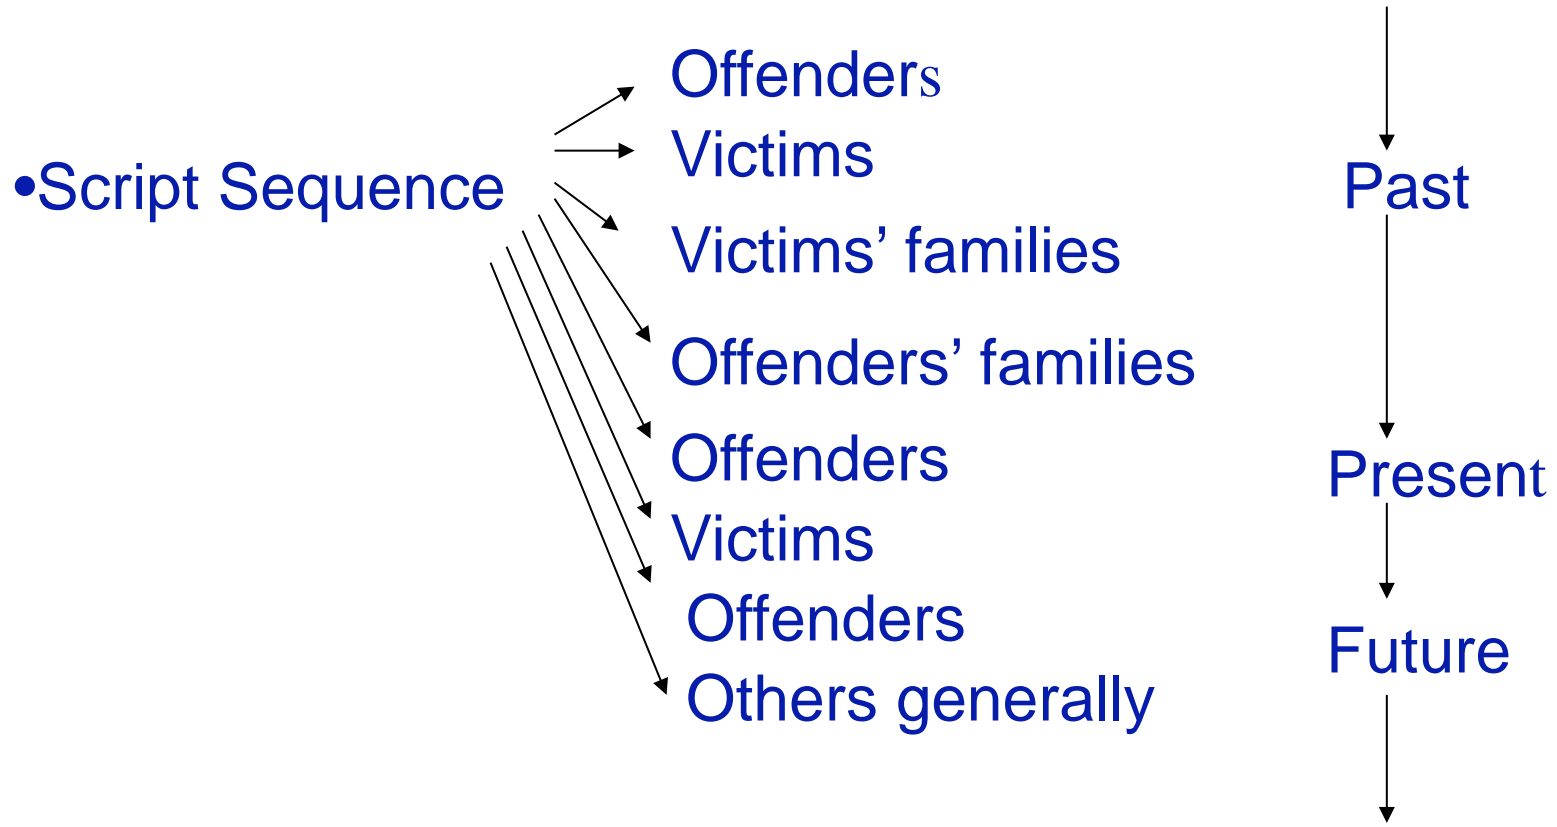 •Script Sequence
Offenders
Victims
Victims’ families
Offenders’ families
Offenders
Victims
Offenders
Others generally
Past
Present
Future